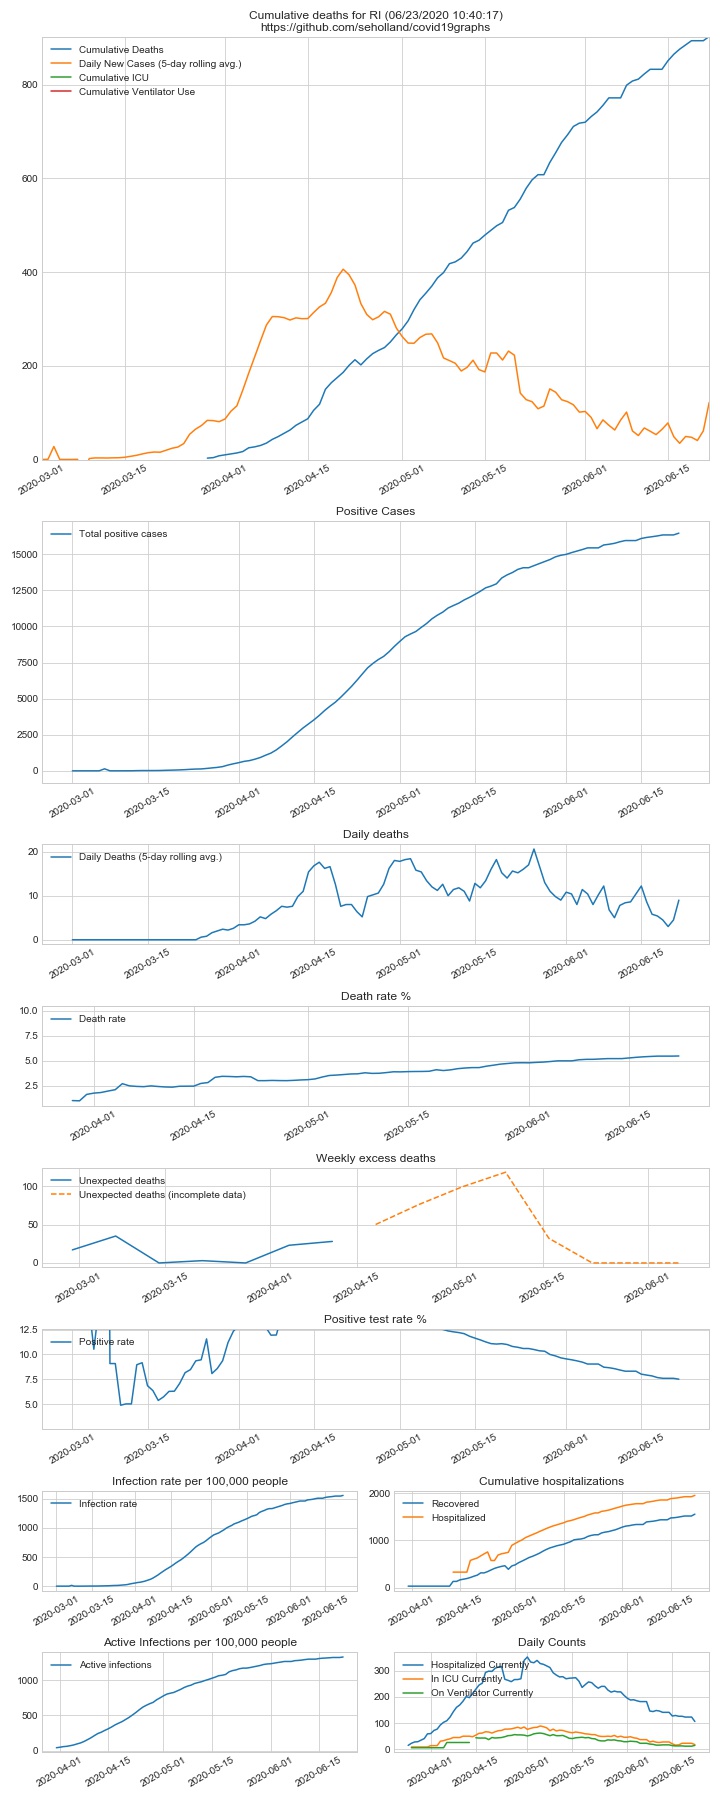 Cumulative deaths for RI (06/23/2020 10:40:17)
https://github.com/seholland/covid19graphs
Cumulative Deaths
Daily New Cases (5-day rolling avg.)
Cumulative ICU
Cumulative Ventilator Use
800
600
400
200
0
2020-03-01 2020-03-15 2020-04-01 2020-04-15 2020-05-01 2020-05-15 2020-06-01 2020-06-15
Positive Cases
Total positive cases
15000
12500
10000
7500
5000
2500
0
2020-03-01 2020-03-15 2020-04-01 2020-04-15 2020-05-01 2020-05-15 2020-06-01 2020-06-15
Daily deaths
Daily Deaths (5-day rolling avg.)
20
10
0
2020-03-01 2020-03-15 2020-04-01 2020-04-15 2020-05-01 2020-05-15 2020-06-01 2020-06-15
Death rate %
Death rate
10.0
7.5
5.0
2.5
2020-04-01 2020-04-15 2020-05-01 2020-05-15 2020-06-01 2020-06-15
Weekly excess deaths
Unexpected deaths
Unexpected deaths (incomplete data)
100
50
0
2020-03-01 2020-03-15 2020-04-01 2020-04-15 2020-05-01 2020-05-15 2020-06-01
Positive test rate %
Positive rate
12.5
10.0
7.5
5.0
2020-03-01 2020-03-15 2020-04-01 2020-04-15 2020-05-01 2020-05-15 2020-06-01 2020-06-15
Infection rate per 100,000 people
Infection rate
1500
1000
500
0
2020-03-01 2020-03-15 2020-04-01 2020-04-15 2020-05-01 2020-05-15 2020-06-01 2020-06-15
Cumulative hospitalizations
Recovered
Hospitalized
2000
1000
0
2020-04-01 2020-04-15 2020-05-01 2020-05-15 2020-06-01 2020-06-15
Active Infections per 100,000 people
Active infections
1000
500
0
2020-04-01 2020-04-15 2020-05-01 2020-05-15 2020-06-01 2020-06-15
Daily Counts
Hospitalized Currently
In ICU Currently
On Ventilator Currently
300
200
100
0
2020-04-01 2020-04-15 2020-05-01 2020-05-15 2020-06-01 2020-06-15